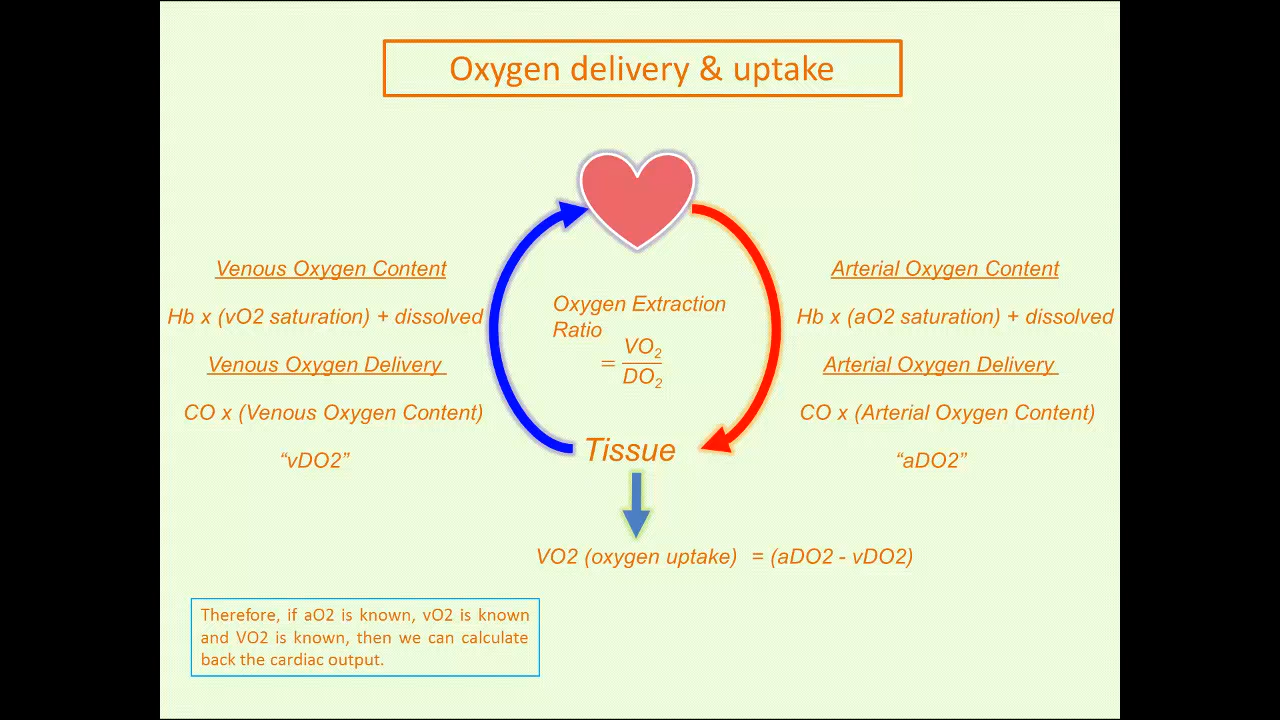 Oxygen delivery & uptake
Venous Oxygen Content
Hb x (vO2 saturation) + dissolved
Venous Oxygen Delivery
CO x (Venous Oxygen Content)
“vDO2”
Oxygen Extraction
Ratio
= VO2
DO2
Arterial Oxygen Content
Hb x (aO2 saturation) + dissolved
Arterial Oxygen Delivery
CO x (Arterial Oxygen Content)
“aDO2”
Tissue
VO2 (oxygen uptake) = (aDO2 - vDO2)
Therefore, if aO2 is known, vO2 is known
and VO2 is known, then we can calculate
back the cardiac output.